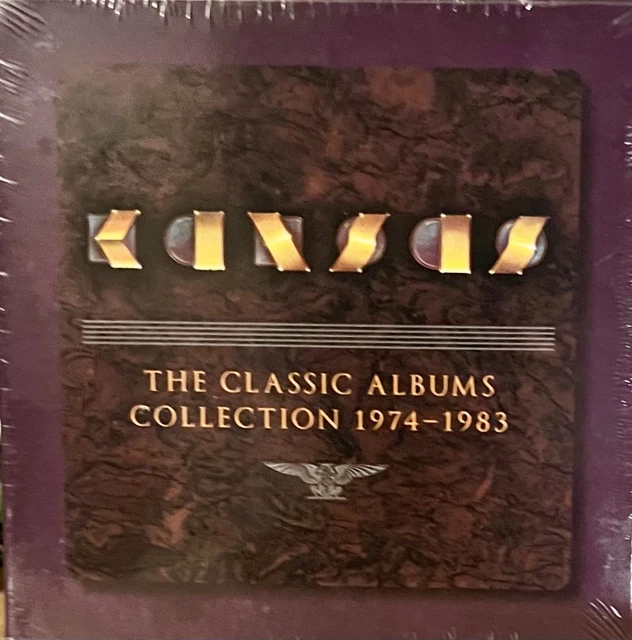 KANSAS
THE CLASSIC ALBUMS
COLLECTION 1974–1983